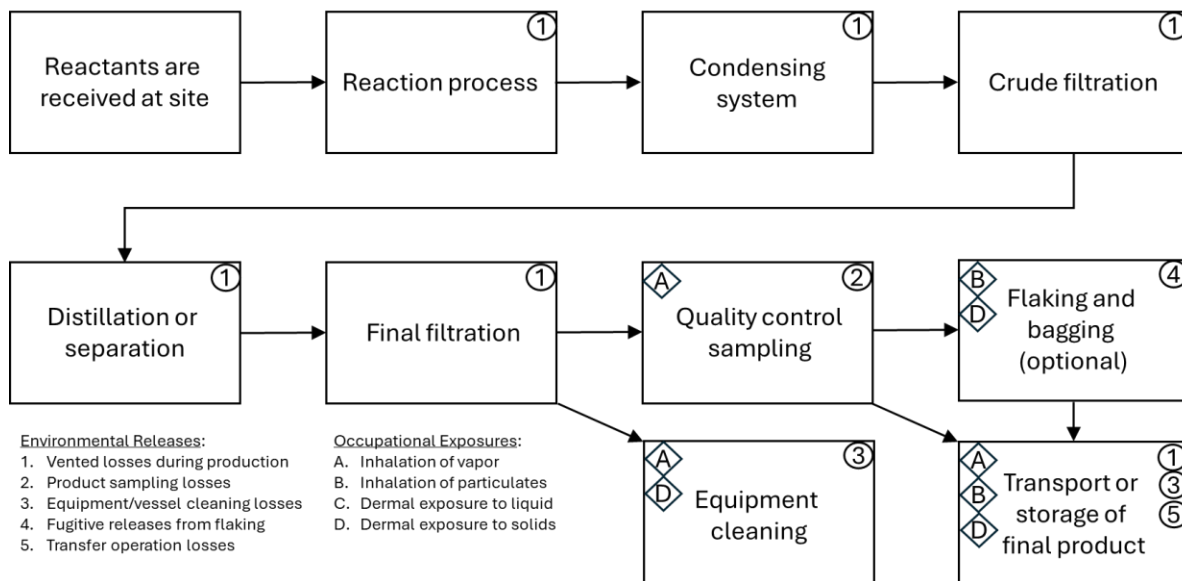 Reactants are
received at site
1
Reaction process
1
Condensing
system
1
Crude filtration
1
Distillation or
separation
1
Final filtration
A
2
Quality control
sampling
B
D
4
Flaking and
bagging
(optional)
Environmental Releases:
1. Vented losses during production
2. Product sampling losses
3. Equipment/vessel cleaning losses
4. Fugitive releases from flaking
5. Transfer operation losses
Occupational Exposures:
A. Inhalation of vapor
B. Inhalation of particulates
C. Dermal exposure to liquid
D. Dermal exposure to solids
A
D
3
Equipment
cleaning
A
B
D
1
3
5
Transport or
storage of
final product